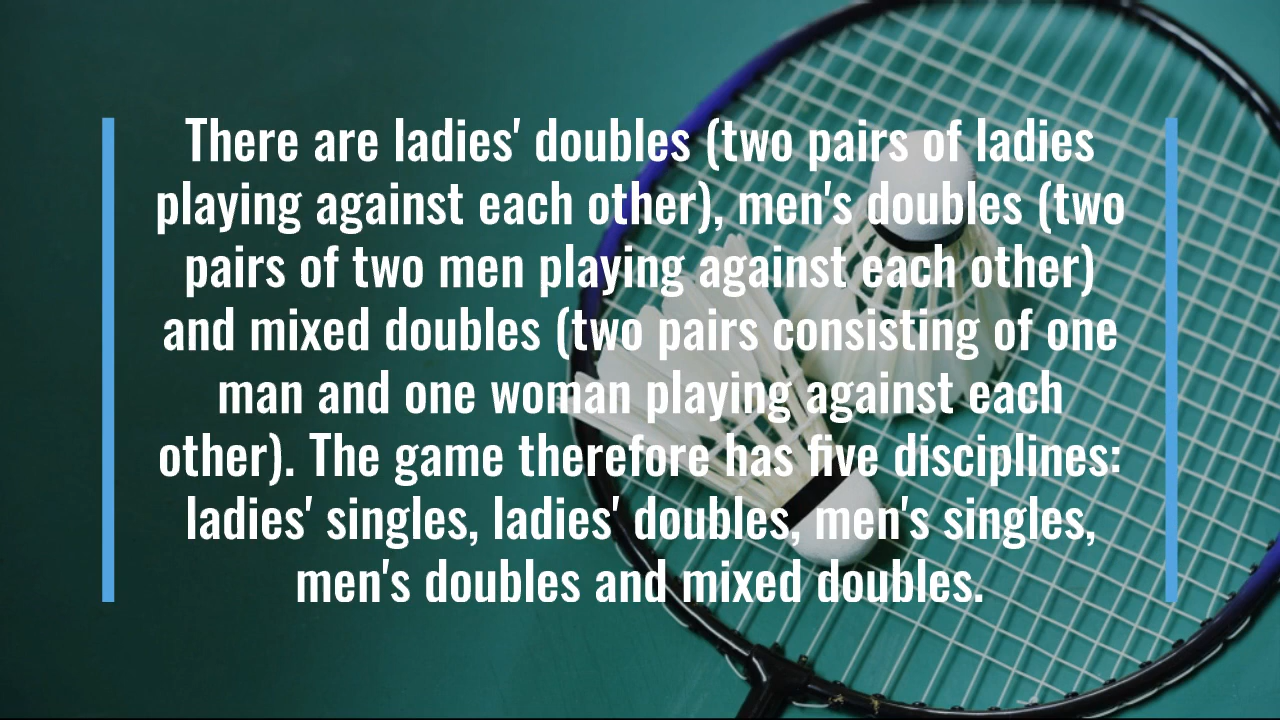 There are ladies' doubles (two pairs of ladies
playing against each other), men's doubles (two
pairs of two men playing against each other)
and mixed doubles (two pairs consisting of one
man and one woman playing against each
other). The game therefore has five disciplines:
ladies' singles, ladies' doubles, men's singles,
men's doubles and mixed doubles.